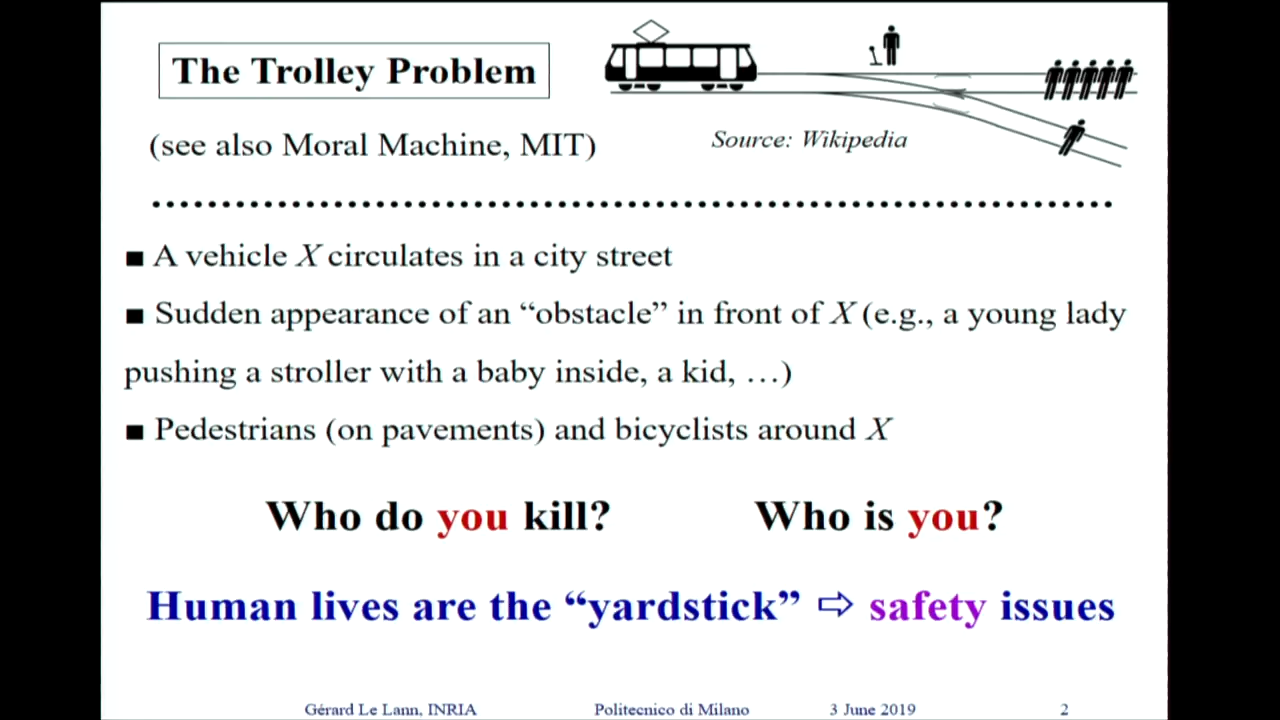 The Trolley Problem
(see also Moral Machine, MIT)
Source: Wikipedia
■ A vehicle X circulates in a city street
■ Sudden appearance of an “obstacle” in front of X (e.g., a young lady
pushing a stroller with a baby inside, a kid, …)
■ Pedestrians (on pavements) and bicyclists around X
Who do you kill? Who is you?
Human lives are the “yardstick” ⇨ safety issues
Gérard Le Lann, INRIA Politecnico di Milano 3 June 2019 2